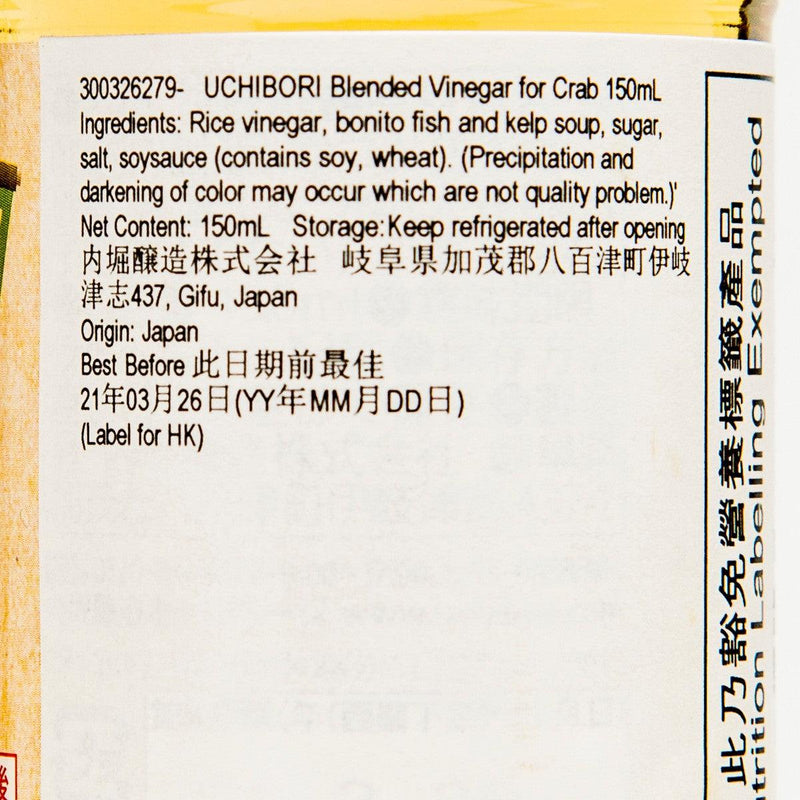 300326279- UCHIBORI Blended Vinegar for Crab 150mL
Ingredients: Rice vinegar, bonito fish and kelp soup, sugar,
salt, soysauce (contains soy, wheat). (Precipitation and
darkening of color may occur which are not quality problem.)'
Net Content: 150mL Storage:Keep refrigerated after opening
内堀醸造株式会社 岐阜県加茂郡八百津町伊岐
津志437, Gifu, Japan
Origin: Japan
Best Before 此日期前最佳
21年03月26日(YY年MM月DD日)
(Label for HK)
此乃豁免營養標籤產品
Labelling Exempted